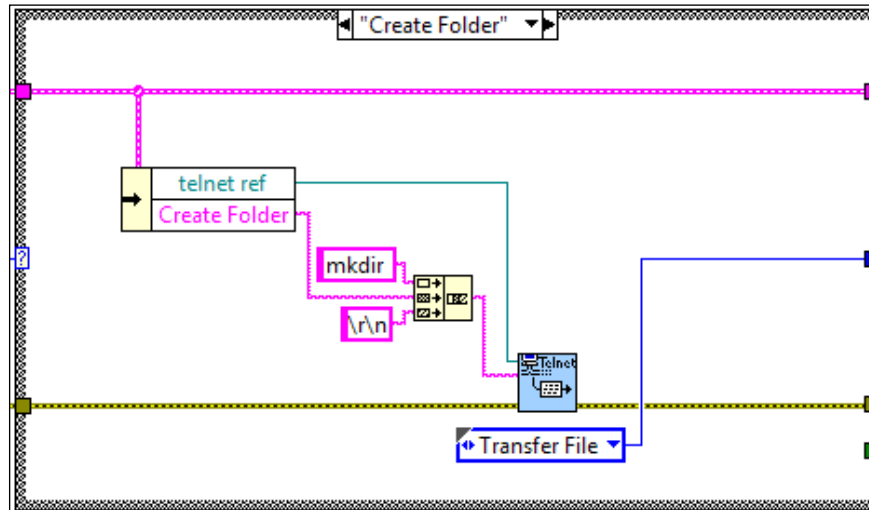 "Create Folder"
telnet ref
Create Folder
?
mkdir
\r\n
Telnet
Transfer File